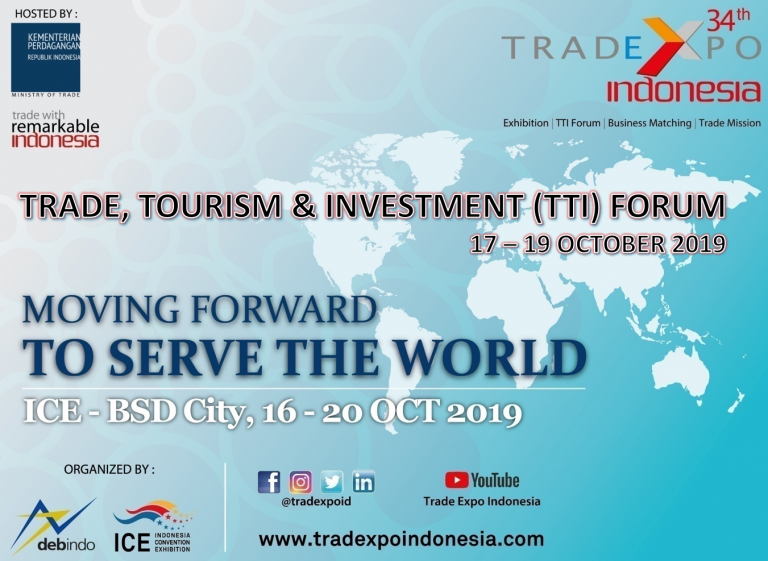 HOSTED BY :
KEMENTERIAN
PERDAGANGAN
REPUBLIK INDONESIA
MINISTRY OF TRADE
trade with
remarkable
indonesia
34th
TRADEXPO
indonesia
Exhibition | TTI Forum | Business Matching | Trade Mission
TRADE, TOURISM & INVESTMENT (TTI) FORUM
17 – 19 OCTOBER 2019
MOVING FORWARD
TO SERVE THE WORLD
ICE - BSD City, 16 - 20 OCT 2019
ORGANIZED BY :
debindo
ICE INDONESIA
CONVENTION
EXHIBITION
@tradexpoid
YouTube
Trade Expo Indonesia
www.tradexpoindonesia.com